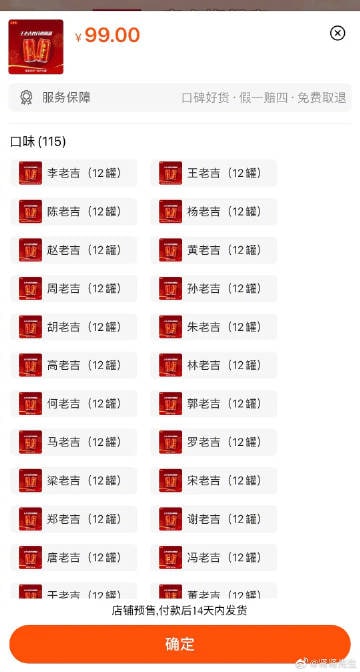 ¥99.00
服务保障 口碑好货 · 假一赔四 · 免费取退
口味 (115)
李老吉（12罐） 王老吉（12罐）
陈老吉（12罐） 杨老吉（12罐）
赵老吉（12罐） 黄老吉（12罐）
周老吉（12罐） 孙老吉（12罐）
胡老吉（12罐） 朱老吉（12罐）
高老吉（12罐） 林老吉（12罐）
何老吉（12罐） 郭老吉（12罐）
马老吉（12罐） 罗老吉（12罐）
梁老吉（12罐） 宋老吉（12罐）
郑老吉（12罐） 谢老吉（12罐）
唐老吉（12罐） 冯老吉（12罐）
于老吉（12罐） 董老吉（12罐）
店铺预售,付款后14天内发货
确定